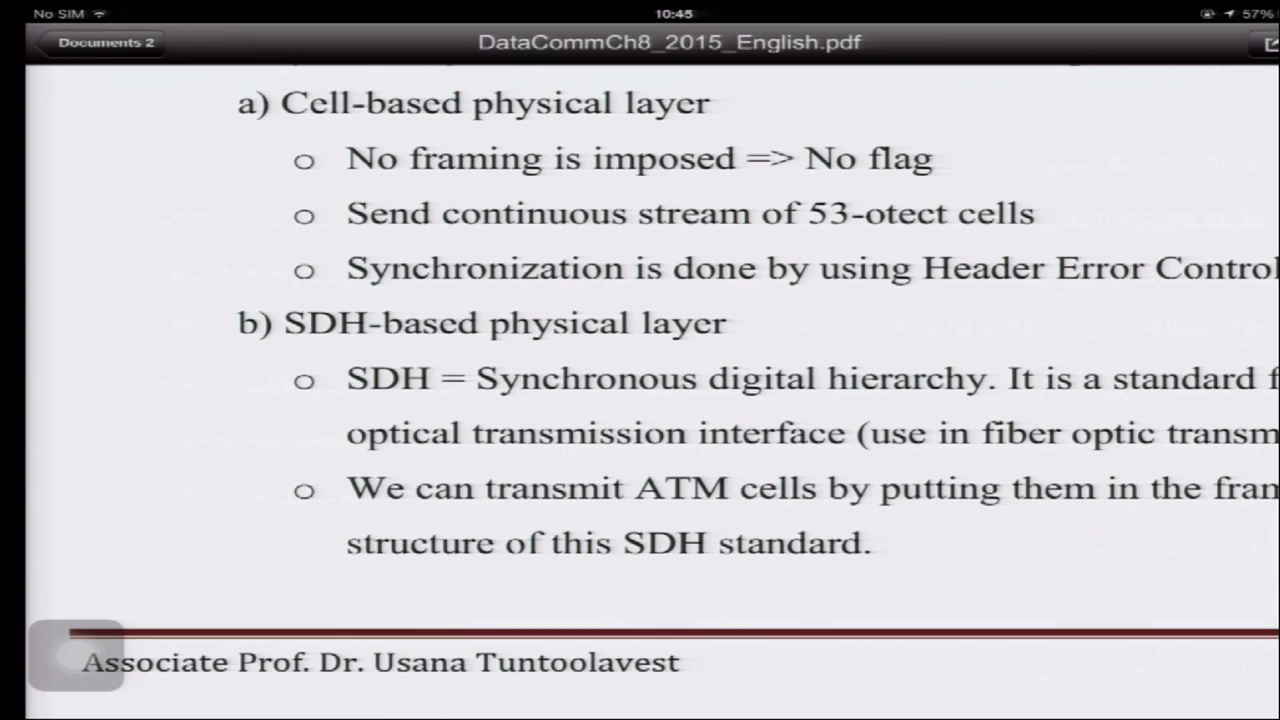 No SIM 10:45 57%
Documents 2 DataCommCh8_2015_English.pdf
a) Cell-based physical layer
o No framing is imposed => No flag
o Send continuous stream of 53-otect cells
o Synchronization is done by using Header Error Control
b) SDH-based physical layer
o SDH = Synchronous digital hierarchy. It is a standard
optical transmission interface (use in fiber optic
o We can transmit ATM cells by putting them in the
structure of this SDH standard.
Associate Prof. Dr. Usana Tuntoolavest